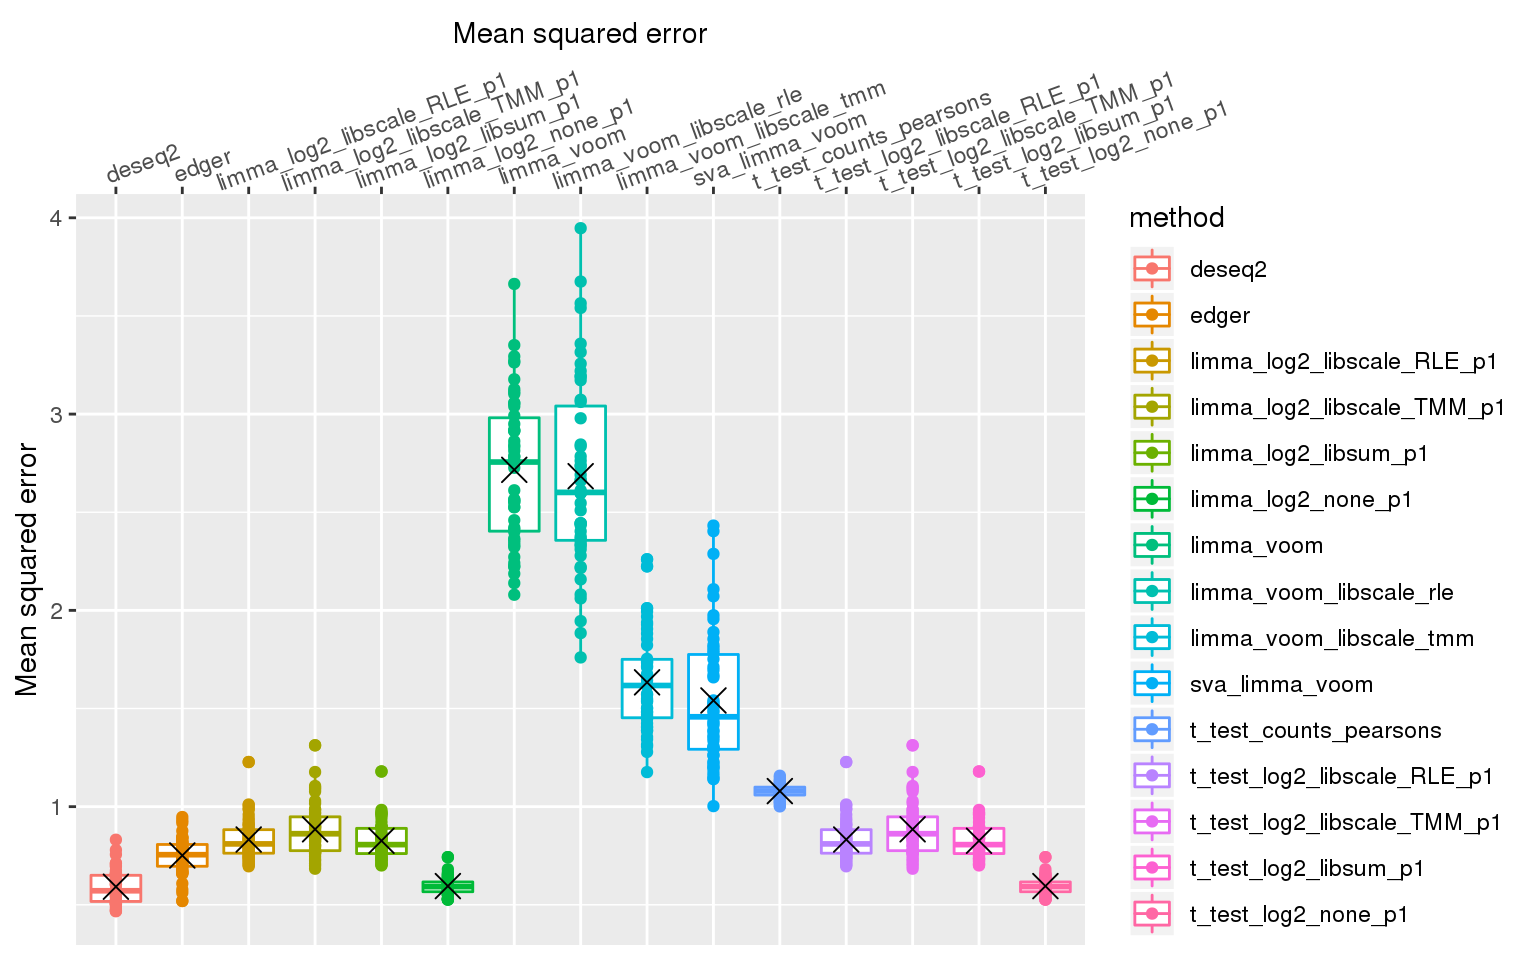 Mean squared error
deseq2
edger
limma_log2_libscale_RLE_p1
limma_log2_libscale_TMM_p1
limma_log2_libsum_p1
limma_log2_none_p1
limma_voom
limma_voom_libscale_rle
limma_voom_libscale_tmm
sva_limma_voom
t_test_counts_pearsons
t_test_log2_libscale_RLE_p1
t_test_log2_libscale_TMM_p1
t_test_log2_libsum_p1
t_test_log2_none_p1
Mean squared error
4
3
2
1
method
deseq2
edger
limma_log2_libscale_RLE_p1
limma_log2_libscale_TMM_p1
limma_log2_libsum_p1
limma_log2_none_p1
limma_voom
limma_voom_libscale_rle
limma_voom_libscale_tmm
sva_limma_voom
t_test_counts_pearsons
t_test_log2_libscale_RLE_p1
t_test_log2_libscale_TMM_p1
t_test_log2_libsum_p1
t_test_log2_none_p1